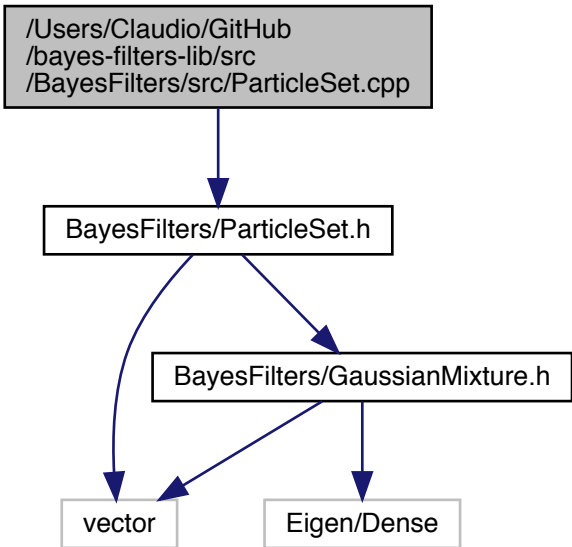 /Users/Claudio/GitHub
/bayes-filters-lib/src
/BayesFilters/src/ParticleSet.cpp
BayesFilters/ParticleSet.h
BayesFilters/GaussianMixture.h
vector
Eigen/Dense